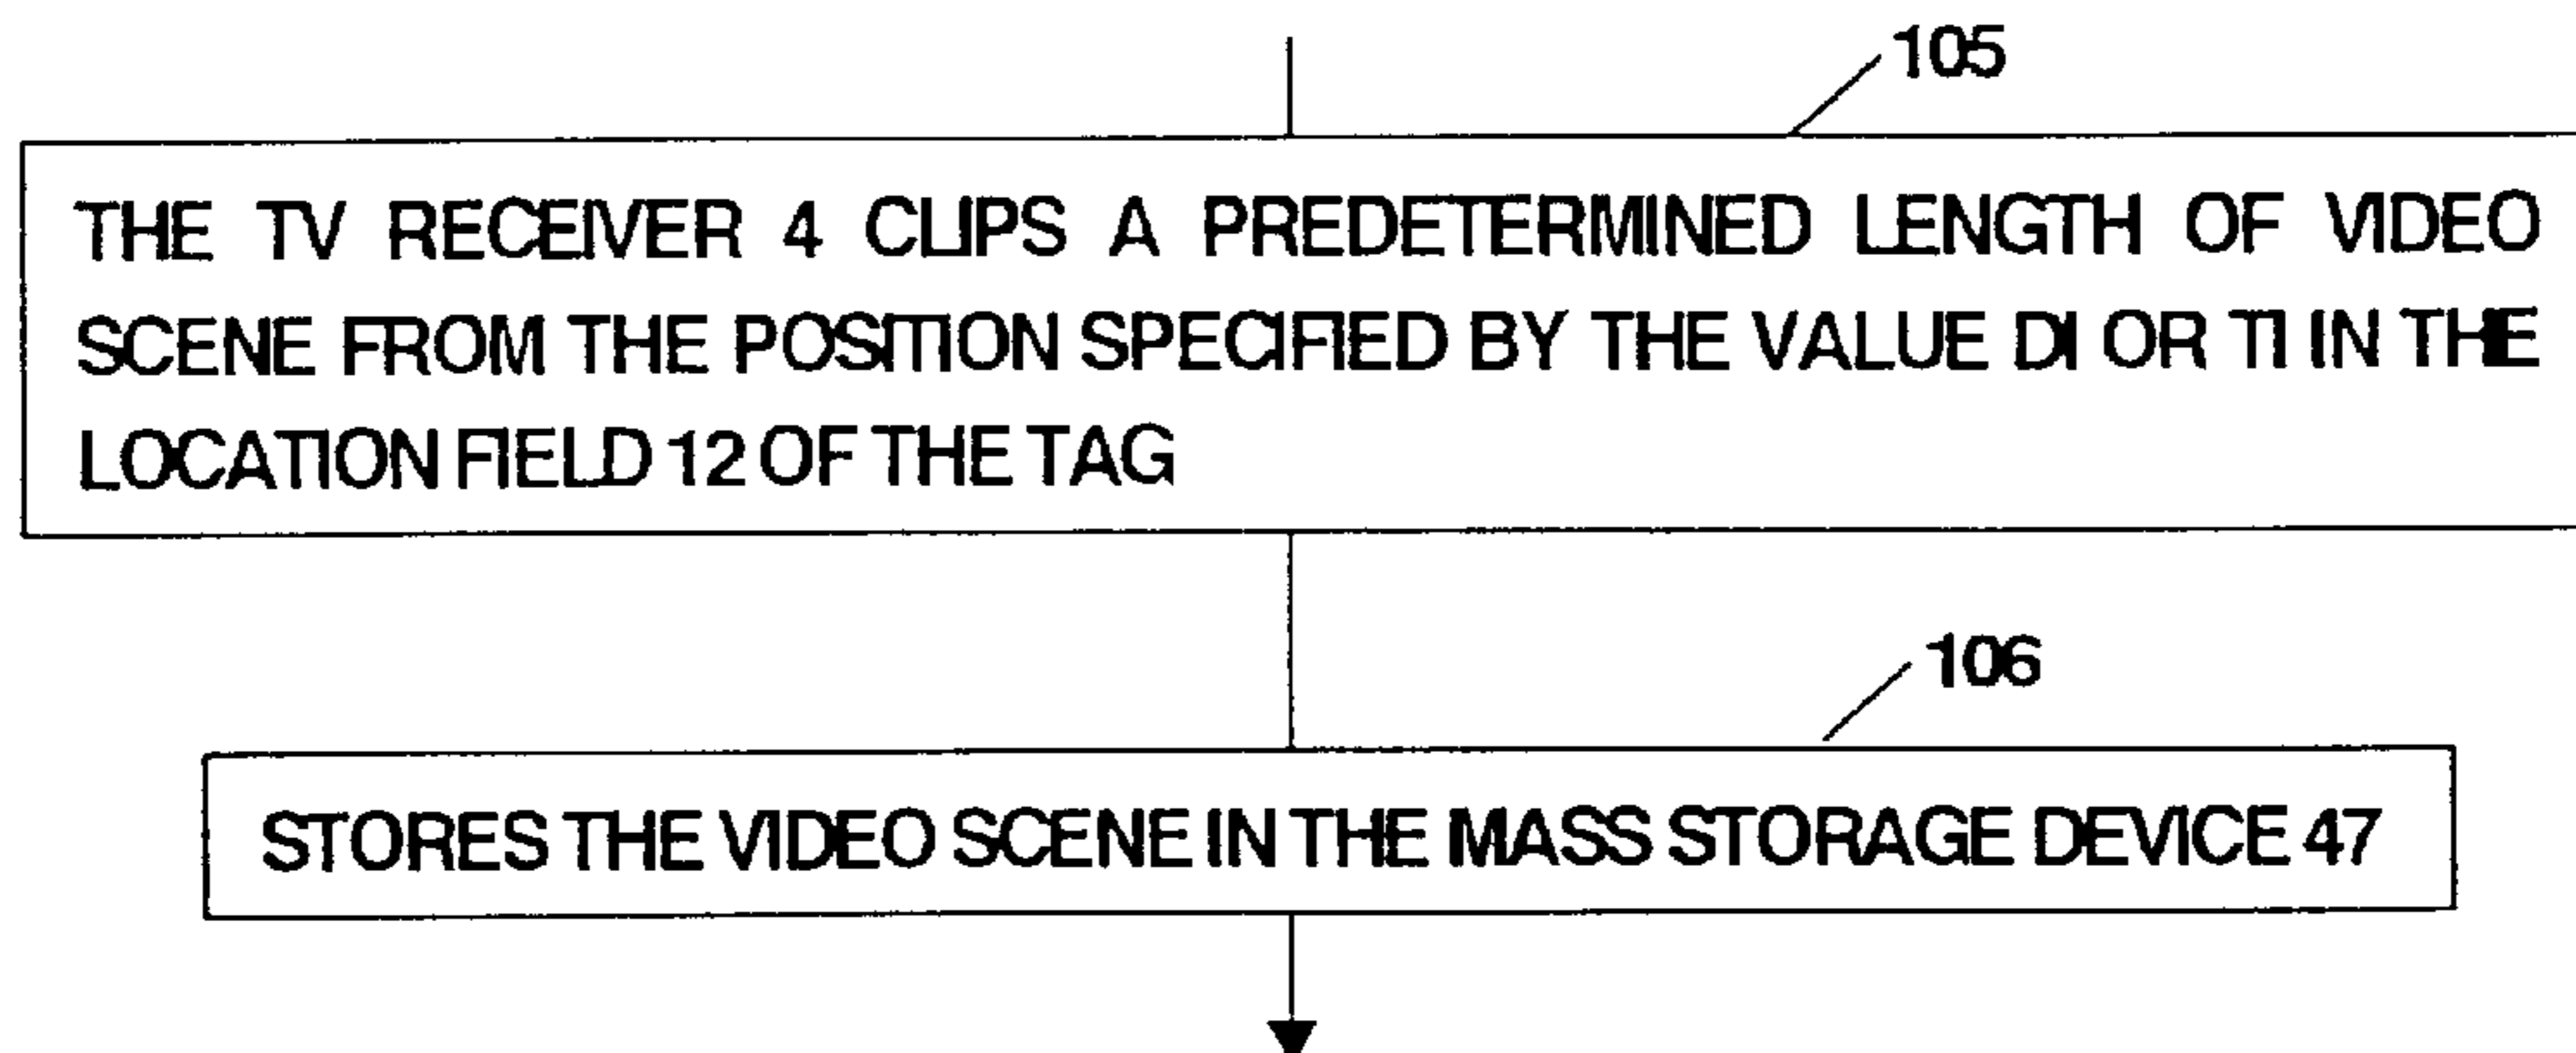 105
THE TV RECEIVER 4 CLIPS A PREDETERMINED LENGTH OF VIDEO
SCENE FROM THE POSITION SPECIFIED BY THE VALUE DI OR TI IN THE
LOCATION FIELD 12 OF THE TAG
106
STORES THE VIDEO SCENE IN THE MASS STORAGE DEVICE 47